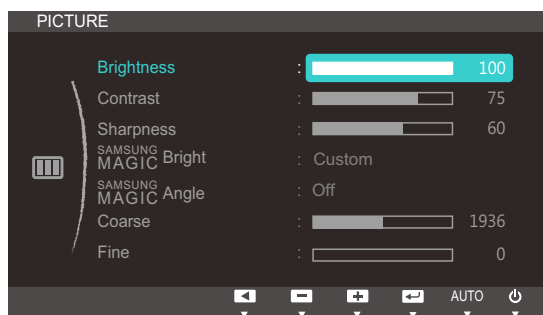 PICTURE
Brightness : 100
Contrast : 75
Sharpness : 60
SAMSUNG MAGIC Bright : Custom
SAMSUNG MAGIC Angle : Off
Coarse : 1936
Fine : 0
AUTO